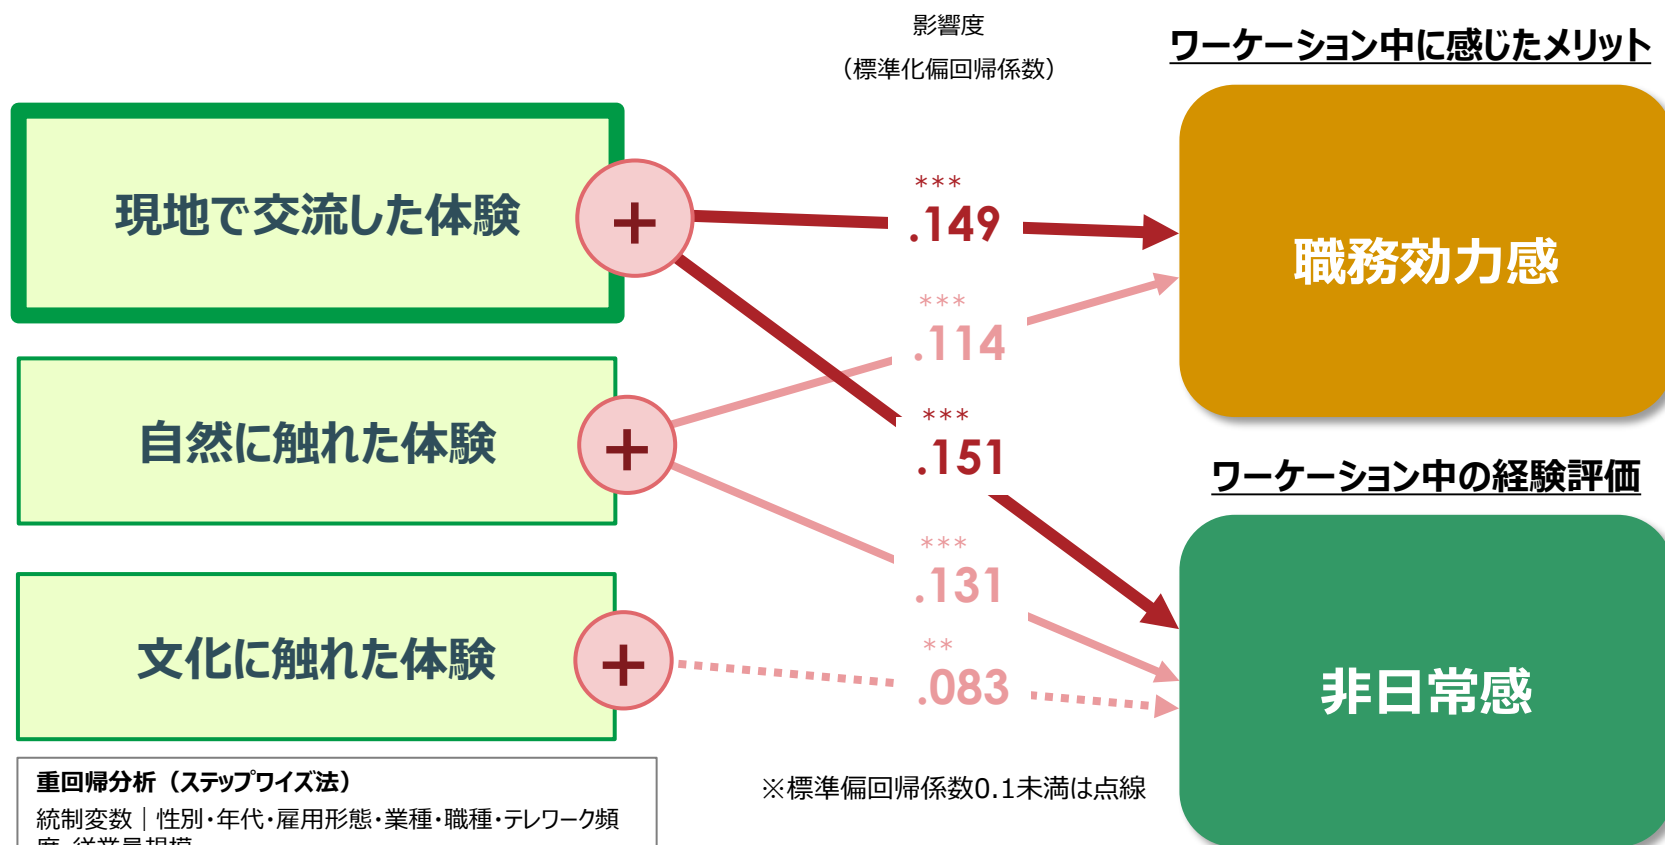 影響度
（標準化偏回帰係数）
ワーケーション中に感じたメリット
現地で交流した体験
+
***
.149
職務効力感
***
.114
自然に触れた体験
+
***
.151
ワーケーション中の経験評価
***
.131
文化に触れた体験
+
**
.083
非日常感
重回帰分析（ステップワイズ法）
統制変数｜性別・年代・雇用形態・業種・職種・テレワーク頻
度・従業員規模
※標準偏回帰係数0.1未満は点線